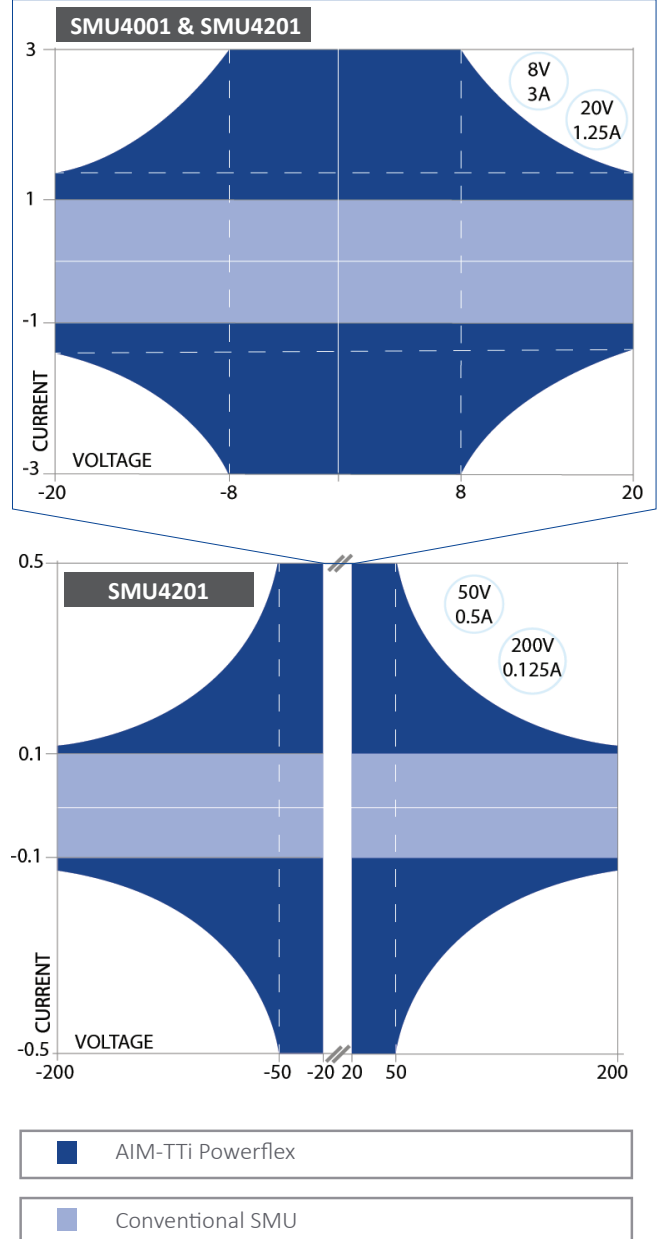 SMU4001 & SMU4201
3
8V
3A
20V
1.25A
1
-1
CURRENT
VOLTAGE
-3
-20
-8
8
20
0.5
SMU4201
50V
0.5A
200V
0.125A
0.1
-0.1
CURRENT
VOLTAGE
-0.5
-200
-50
-20
20
50
200
AIM-TTi Powerflex
Conventional SMU